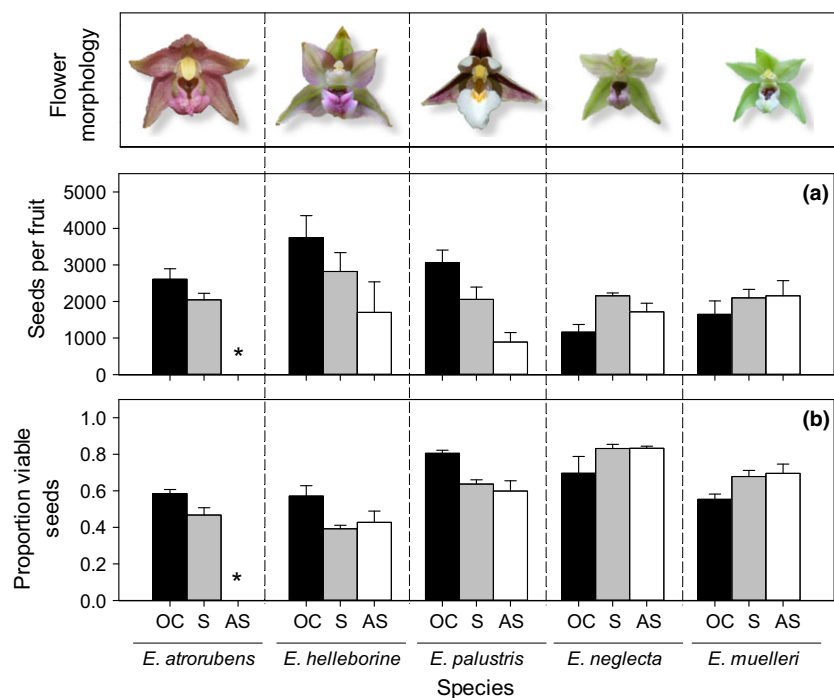 Flower
morphology
(a)
Seeds per fruit
5000
4000
3000
2000
1000
0
*
(b)
Proportion viable
seeds
1.0
0.8
0.6
0.4
0.2
0.0
*
OC S AS OC S AS OC S AS OC S AS OC S AS
E. atrorubens E. helleborine E. palustris E. neglecta E. muelleri
Species